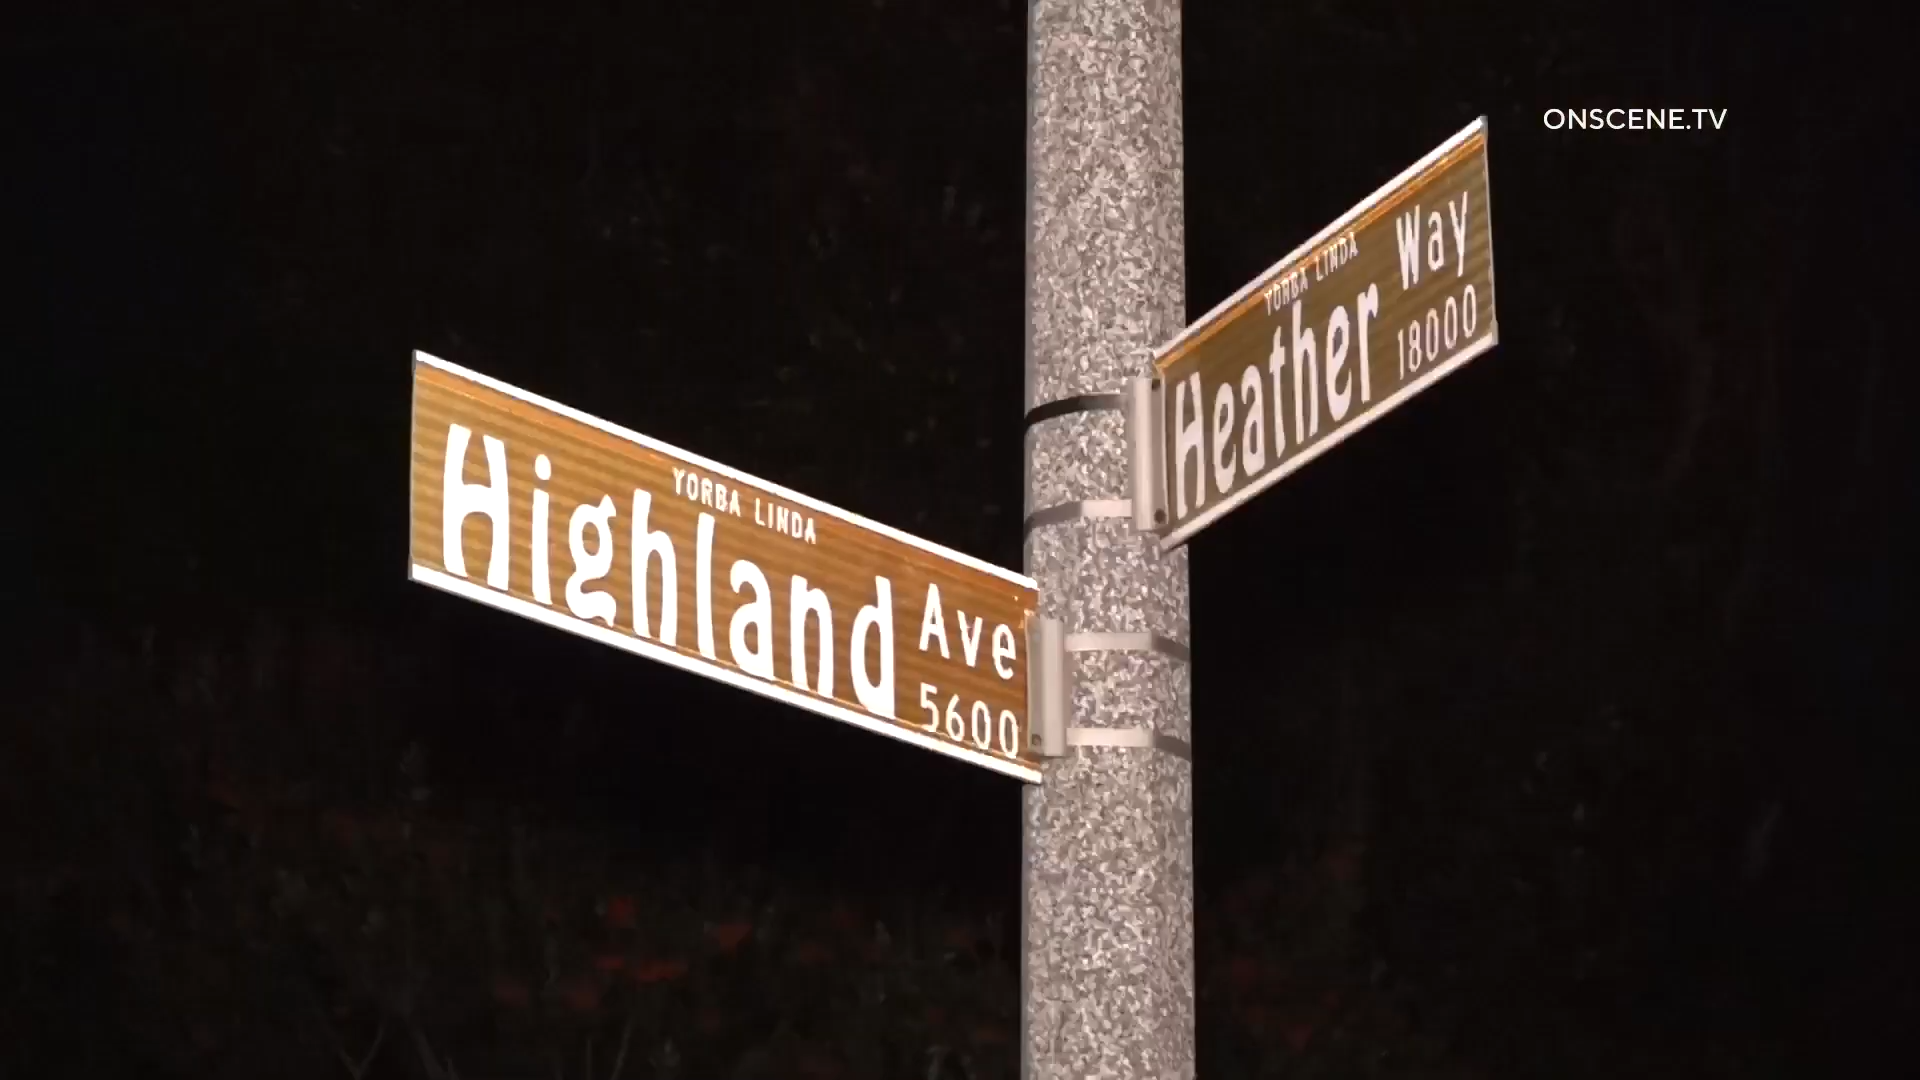 ONSCENE.TV
YORBA LINDA
Heather Way
18000
YORBA LINDA
Highland Ave
5600